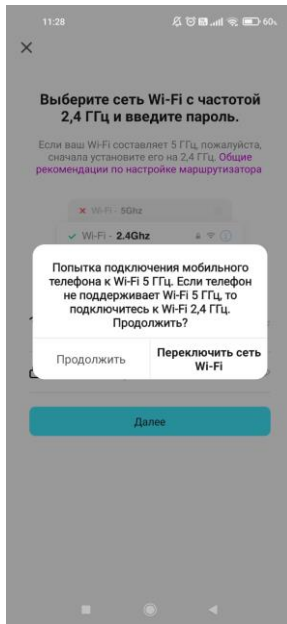 11:28
60
Выберите сеть Wi-Fi с частотой
2,4 ГГц и введите пароль.
Если ваш Wi-Fi составляет 5 ГГц, пожалуйста,
сначала установите его на 2,4 ГГц. Общие
рекомендации по настройке маршрутизатора
Wi-Fi - 5Ghz
Wi-Fi - 2.4Ghz
Попытка подключения мобильного
телефона к Wi-Fi 5 ГГц. Если телефон
не поддерживает Wi-Fi 5 ГГц, то
подключитесь к Wi-Fi 2,4 ГГц.
Продолжить?
Продолжить
Переключить сеть
Wi-Fi
Далее